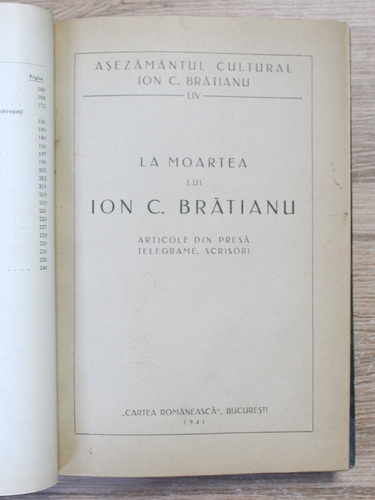 Pagina
AȘEZĂMÂNTUL CULTURAL
ION C. BRĂTIANU
LIV
LA MOARTEA
LUI
ION C. BRĂTIANU
ARTICOLE DIN PRESĂ
TELEGRAME, SCRISORI
„CARTEA ROMÂNEASCĂ", BUCUREȘTI
1941